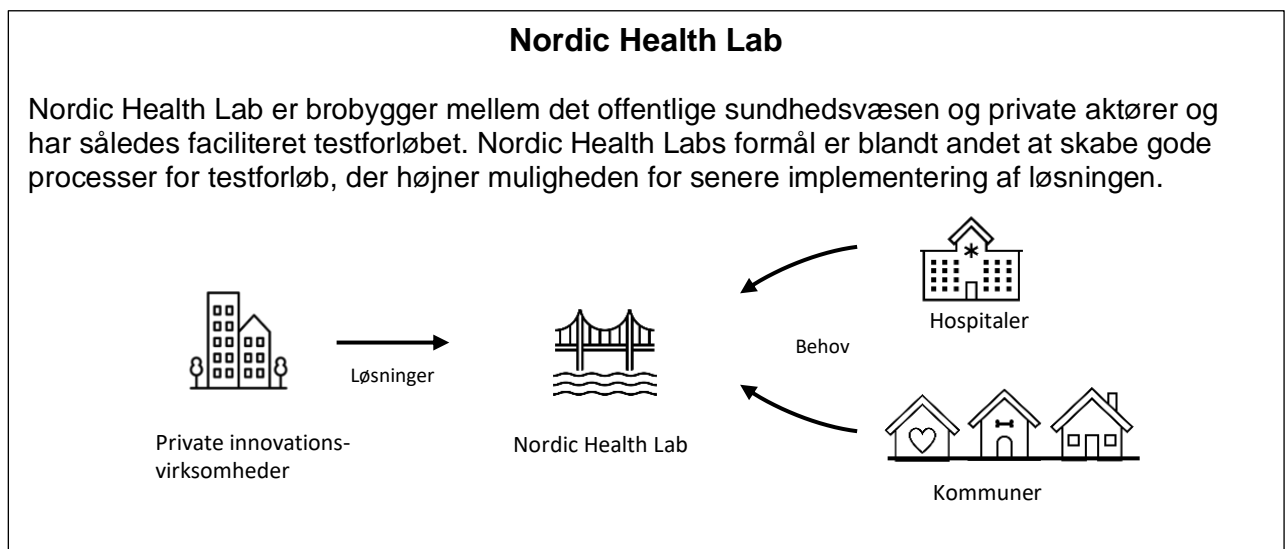 Nordic Health Lab
Nordic Health Lab er brobygger mellem det offentlige sundhedsvæsen og private aktører og
har således faciliteret testforløbet. Nordic Health Labs formål er blandt andet at skabe gode
processer for testforløb, der højner muligheden for senere implementering af løsningen.
Løsninger
Private innovations-
virksomheder
Nordic Health Lab
Behov
Hospitaler
Kommuner